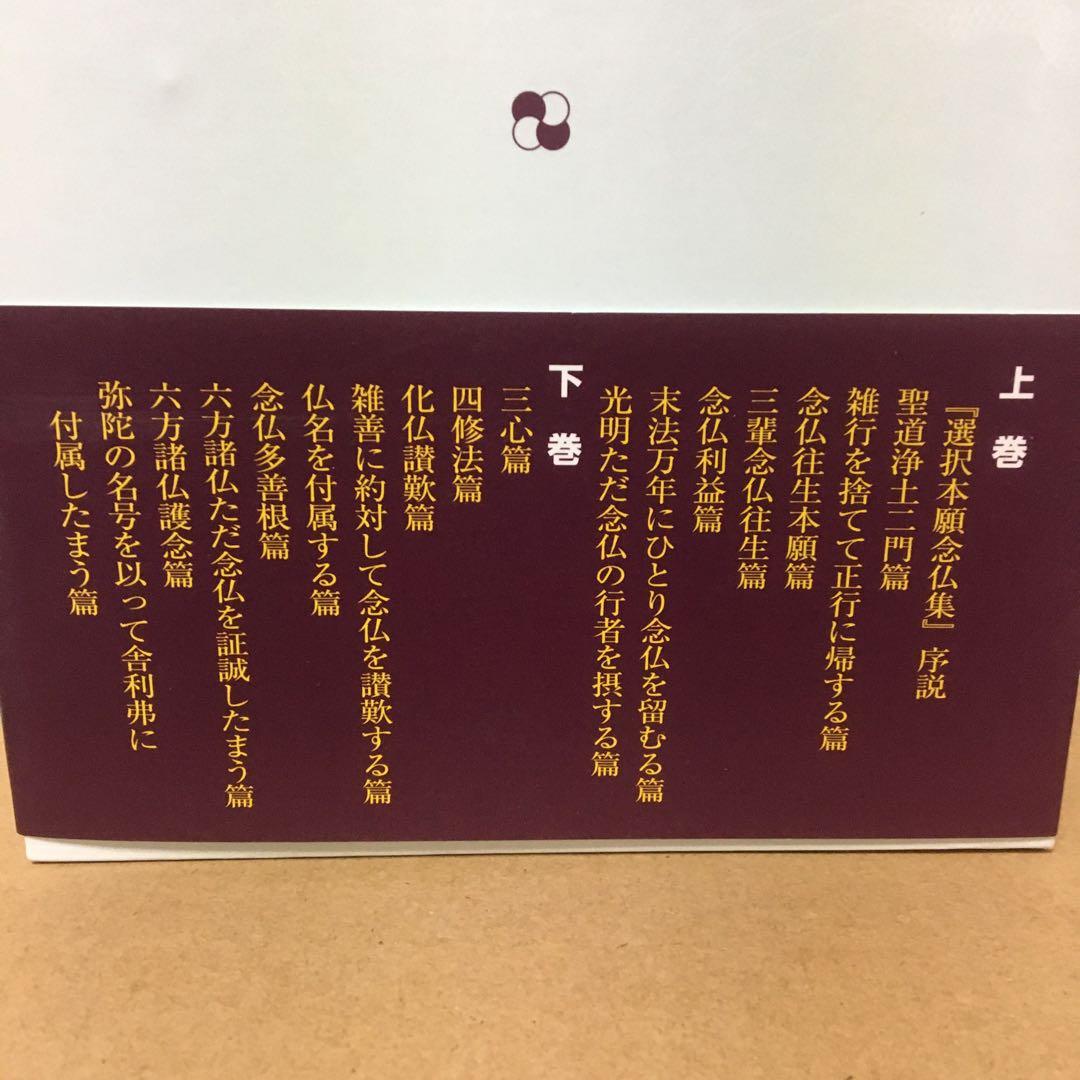 上巻
『選択本願念仏集』序説
聖道浄土二門篇
雑行を捨てて正行に帰する篇
念仏往生本願篇
三輩念仏往生篇
念仏利益篇
末法万年にひとり念仏を留むる篇
光明ただ念仏の行者を摂する篇
下巻
三心篇
四修法篇
化仏讃歎篇
雑善に約対して念仏を讃歎する篇
仏名を付属する篇
念仏多善根篇
六方諸仏ただ念仏を証誠したまう篇
六方諸仏護念篇
弥陀の名号を以って舎利弗に
付属したまう篇